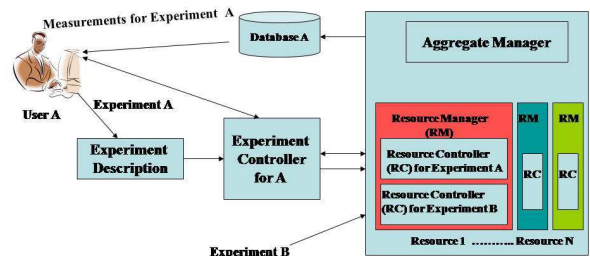 Measurements for Experiment A
Database A
Aggregate Manager
User A
Experiment A
Experiment
Description
Experiment
Controller
for A
Resource Manager
(RM)
Resource Controller
(RC) for Experiment A
Resource Controller
(RC) for Experiment B
RM
RC
RM
RC
Resource 1 ........... Resource N
Experiment B